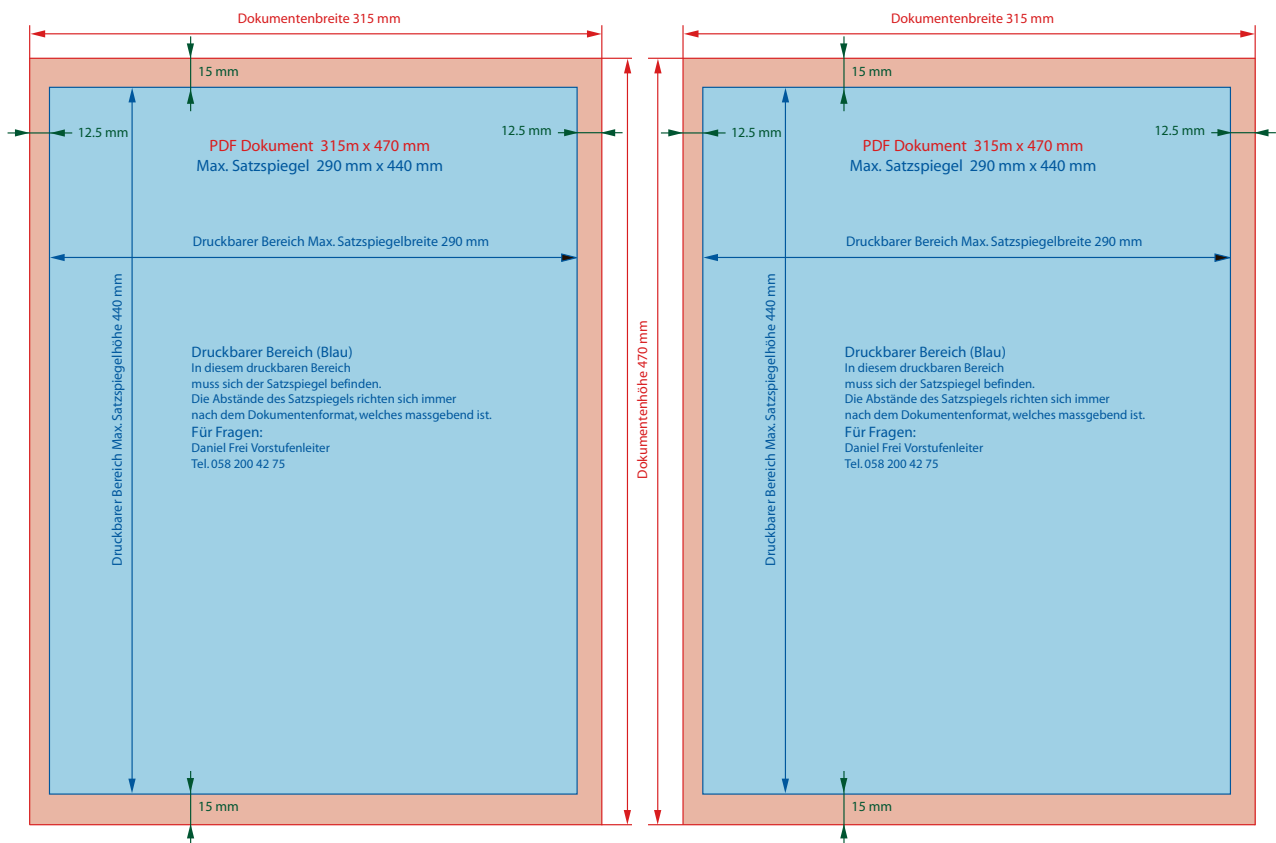 Dokumentenbreite 315 mm
15 mm
12.5 mm
12.5 mm
PDF Dokument 315m x 470 mm
Max. Satzspiegel 290 mm x 440 mm
Druckbarer Bereich Max. Satzspiegelbreite 290 mm
Druckbarer Bereich Max. Satzspiegelhöhe 440 mm
Druckbarer Bereich (Blau)
In diesem druckbaren Bereich
muss sich der Satzspiegel befinden.
Die Abstände des Satzspiegels richten sich immer
nach dem Dokumentenformat, welches massgebend ist.
Für Fragen:
Daniel Frei Vorstufenleiter
Tel. 058 200 42 75
15 mm
Dokumentenhöhe 470 mm
Dokumentenbreite 315 mm
15 mm
12.5 mm
12.5 mm
PDF Dokument 315m x 470 mm
Max. Satzspiegel 290 mm x 440 mm
Druckbarer Bereich Max. Satzspiegelbreite 290 mm
Druckbarer Bereich Max. Satzspiegelhöhe 440 mm
Druckbarer Bereich (Blau)
In diesem druckbaren Bereich
muss sich der Satzspiegel befinden.
Die Abstände des Satzspiegels richten sich immer
nach dem Dokumentenformat, welches massgebend ist.
Für Fragen:
Daniel Frei Vorstufenleiter
Tel. 058 200 42 75
15 mm